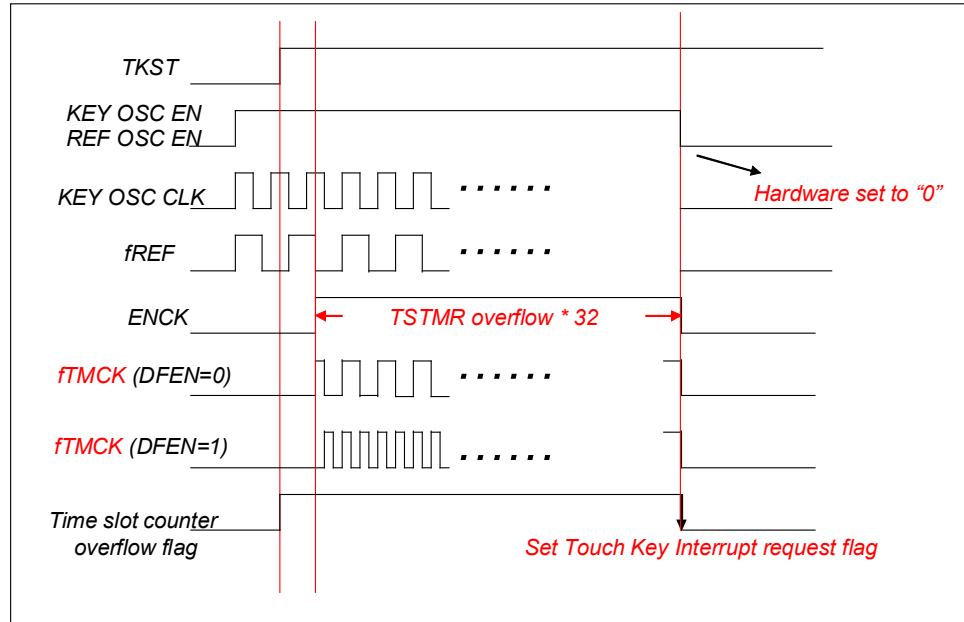 TKST
KEY OSC EN
REF OSC EN
KEY OSC CLK
Hardware set to “0”
fREF
ENCK
TSTMR overflow * 32
fTMCK (DFEN=0)
fTMCK (DFEN=1)
Time slot counter
overflow flag
Set Touch Key Interrupt request flag